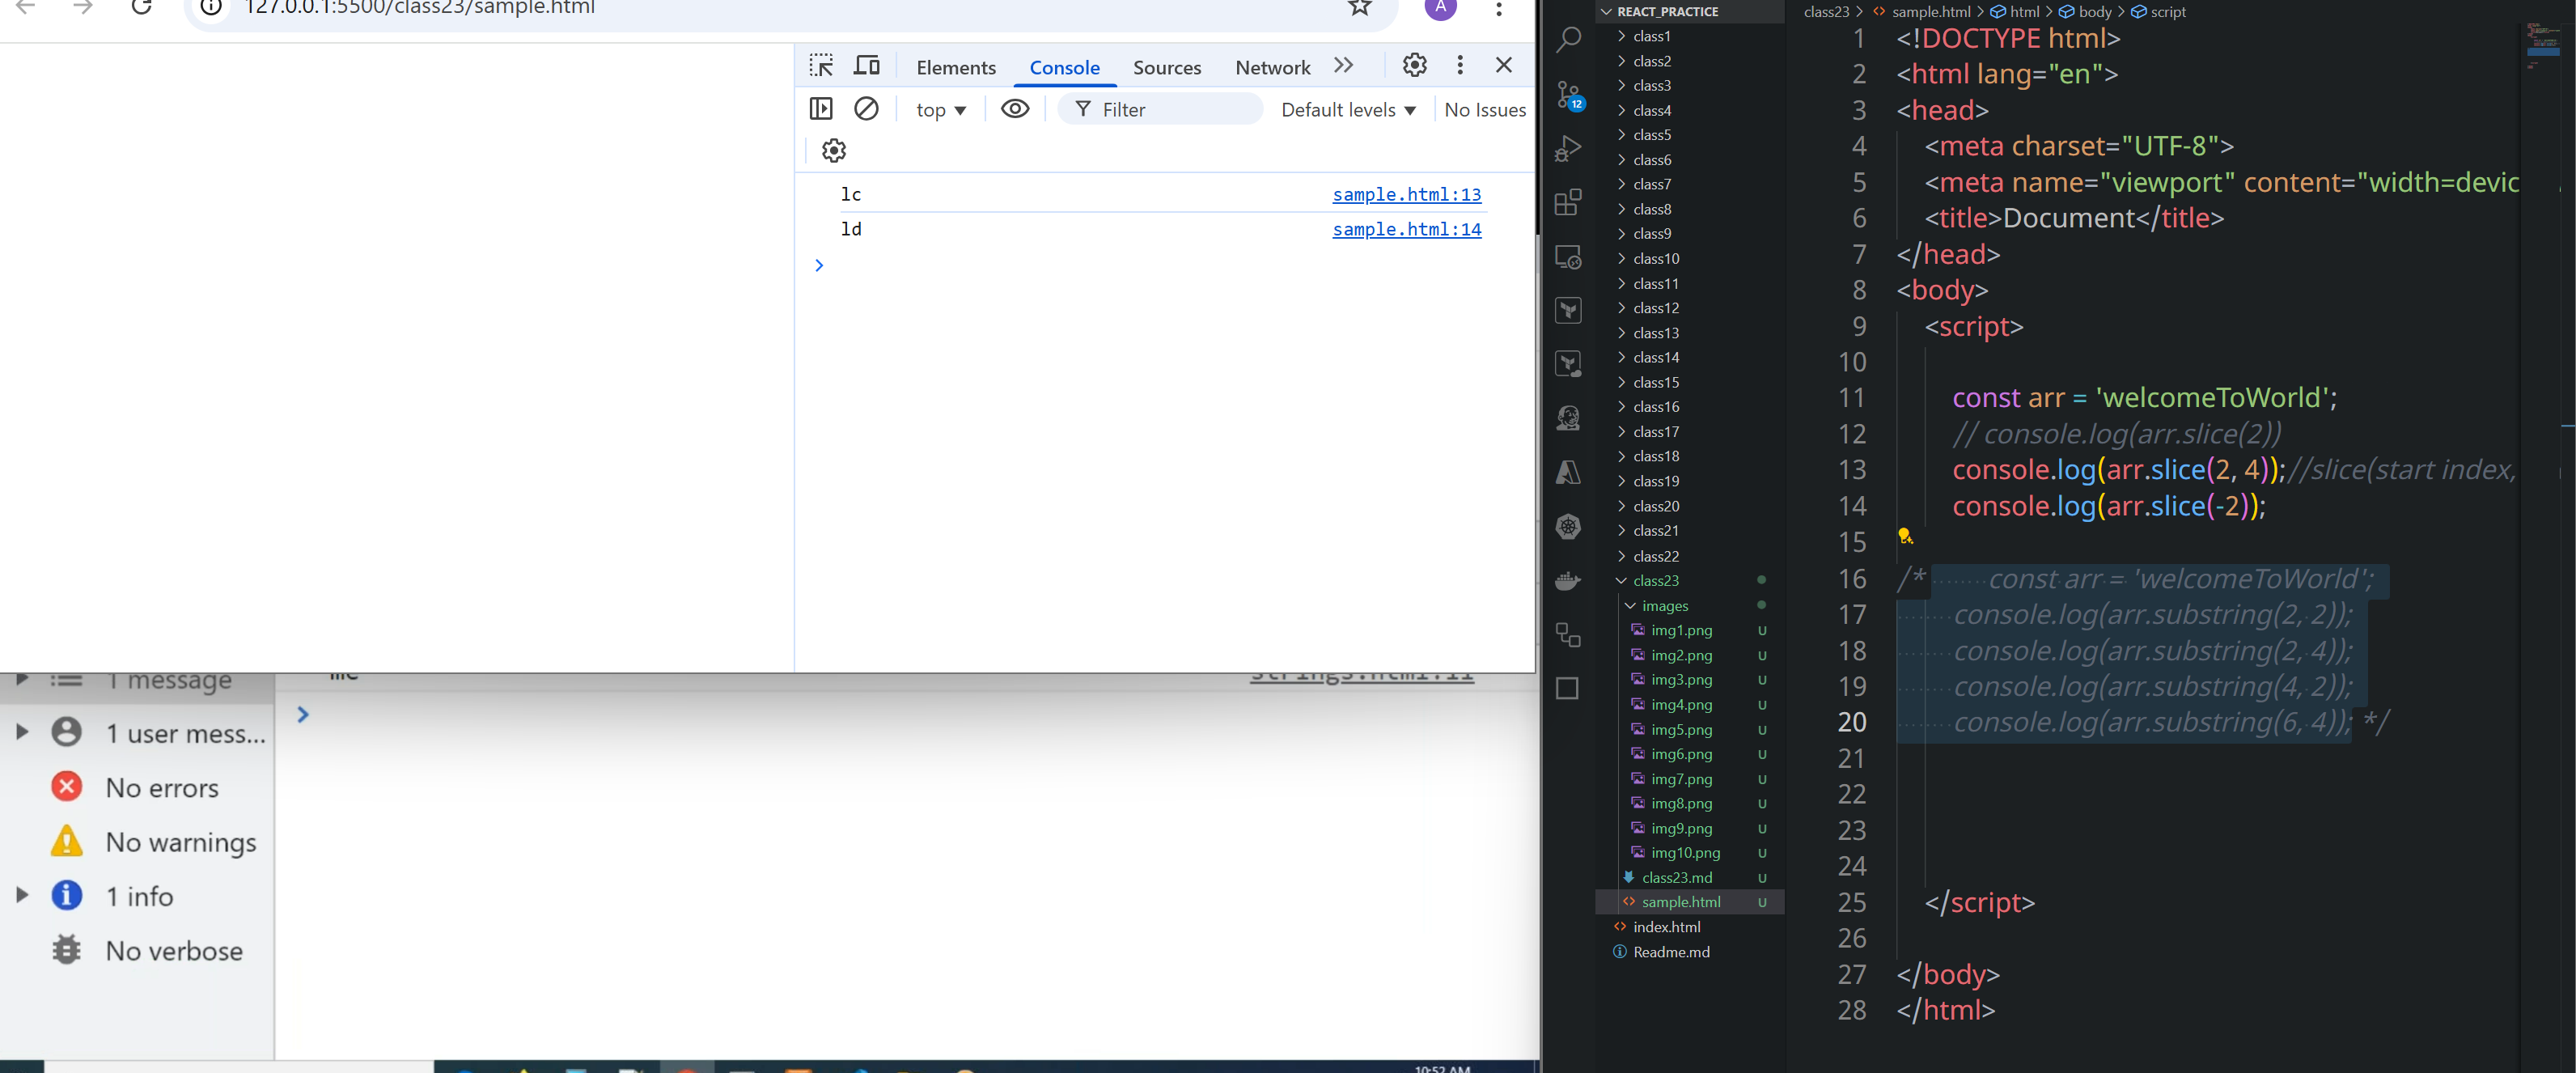 127.0.0.1:5500/class23/sample.html
A
Elements Console Sources Network
top Filter Default levels No Issues
lc sample.html:13
ld sample.html:14
1 message
1 user mess...
No errors
No warnings
1 info
No verbose
10:52 AM
12
REACT_PRACTICE
class1
class2
class3
class4
class5
class6
class7
class8
class9
class10
class11
class12
class13
class14
class15
class16
class17
class18
class19
class20
class21
class22
class23
images
img1.png U
img2.png U
img3.png U
img4.png U
img5.png U
img6.png U
img7.png U
img8.png U
img9.png U
img10.png U
class23.md U
sample.html U
index.html
Readme.md
class23 > sample.html > html > body > script
1 <!DOCTYPE html>
2 <html lang="en">
3 <head>
4 <meta charset="UTF-8">
5 <meta name="viewport" content="width=devic
6 <title>Document</title>
7 </head>
8 <body>
9 <script>
10
11 const arr = 'welcomeToWorld';
12 // console.log(arr.slice(2))
13 console.log(arr.slice(2, 4));//slice(start index,
14 console.log(arr.slice(-2));
15
16 /* const arr = 'welcomeToWorld';
17 console.log(arr.substring(2, 2));
18 console.log(arr.substring(2, 4));
19 console.log(arr.substring(4, 2));
20 console.log(arr.substring(6, 4)); */
21
22
23
24
25 </script>
26
27 </body>
28 </html>